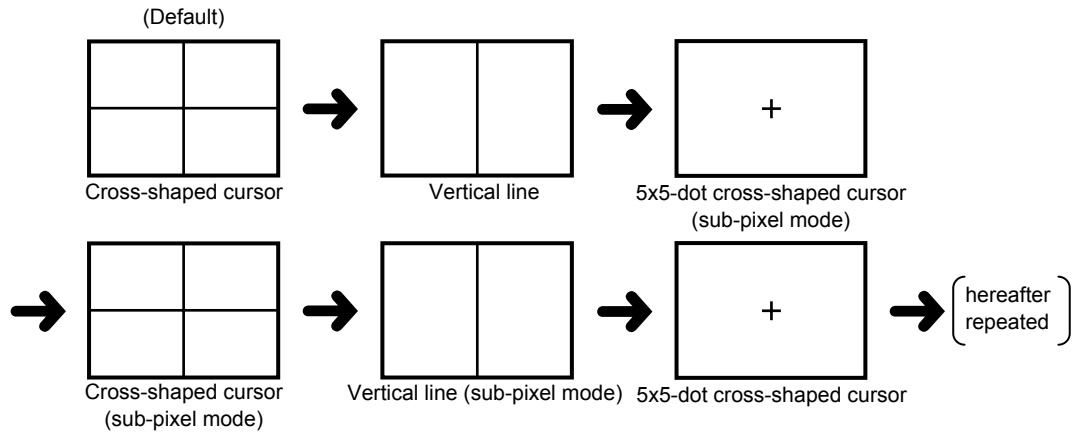 (Default)
Cross-shaped cursor
Vertical line
5x5-dot cross-shaped cursor
(sub-pixel mode)
Cross-shaped cursor
(sub-pixel mode)
Vertical line (sub-pixel mode)
5x5-dot cross-shaped cursor
hereafter
repeated